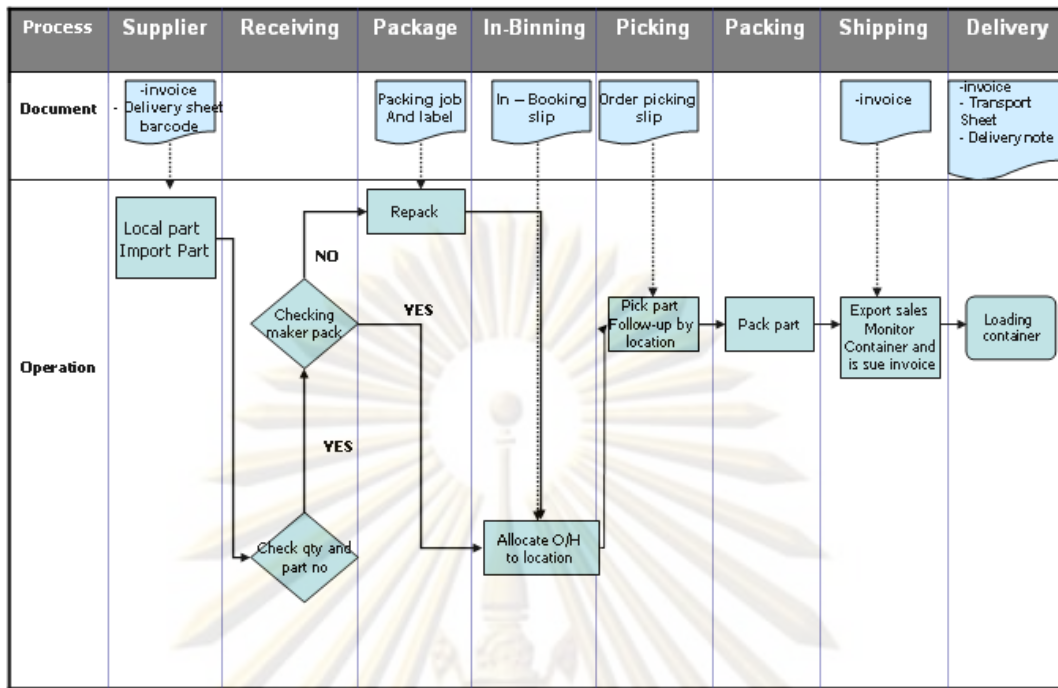 Process
Supplier
Receiving
Package
In-Binning
Picking
Packing
Shipping
Delivery
Document
-invoice
- Delivery sheet
barcode
Packing job
And label
In – Booking
slip
Order picking
slip
-invoice
-invoice
- Transport
Sheet
- Delivery note
Operation
Local part
Import Part
Repack
NO
Checking
maker pack
YES
YES
Check qty and
part no
Allocate O/H
to location
Pick part
Follow-up by
location
Pack part
Export sales
Monitor
Container and
is sue invoice
Loading
container